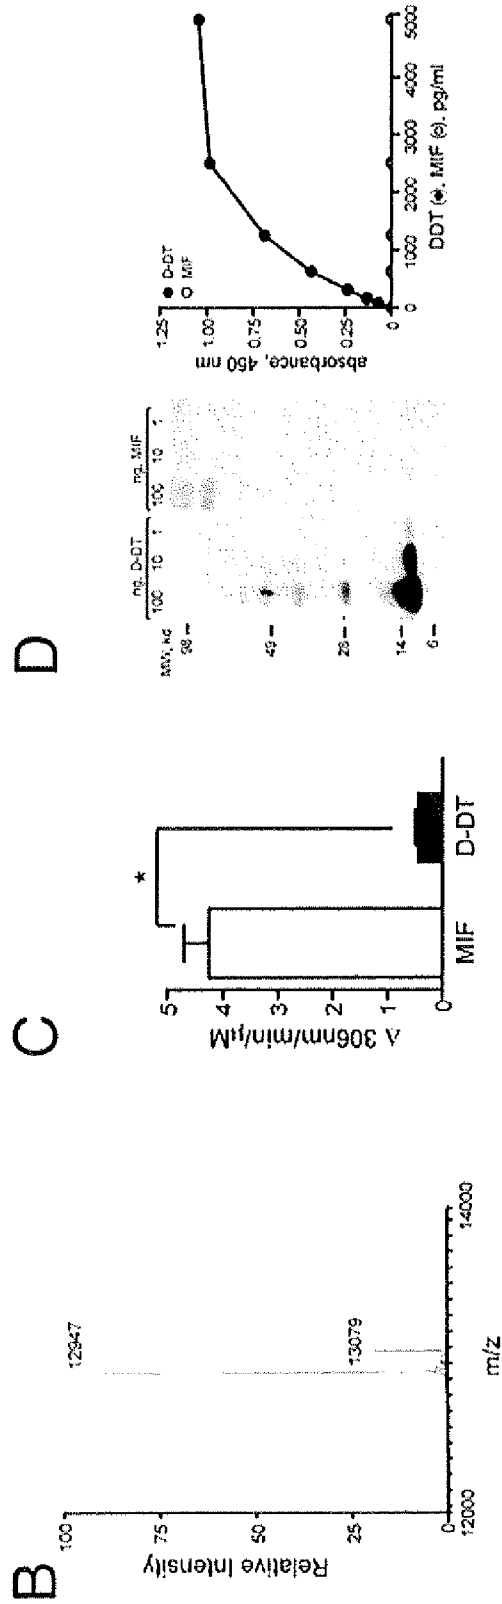 B
Relative Intensity
100
75
50
25
0
12947
13079
12000
14000
m/z
C
Δ 306nm/min/μM
5
4
3
2
1
0
*
MIF
D-DT
D
MW, kd
98
49
28
14
6
ng, D-DT
100 10 1
ng, MIF
100 10 1
absorbance, 450 nm
1.25
1.00
0.75
0.50
0.25
0
● D-DT
○ MIF
0 1000 2000 3000 4000 5000
DDT (●), MIF (o), pg/ml